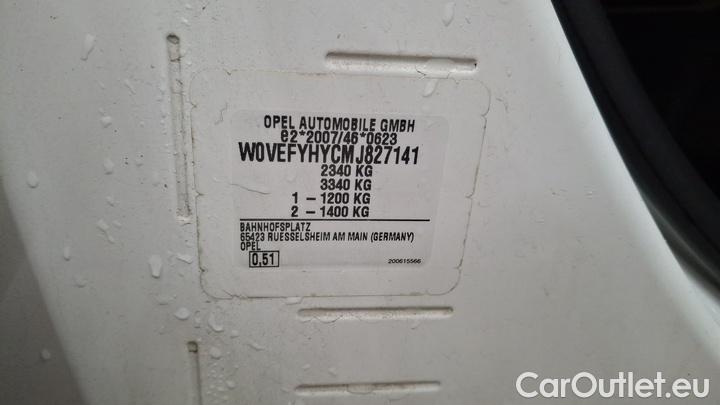 OPEL AUTOMOBILE GMBH
e2*2007/46*0623
W0VEFYHYCMJ827141
2340 KG
3340 KG
1 – 1200 KG
2 – 1400 KG
BAHNHOFSPLATZ
65423 RUESSELSHEIM AM MAIN (GERMANY)
OPEL
0,51
200615566
CarOutlet.eu